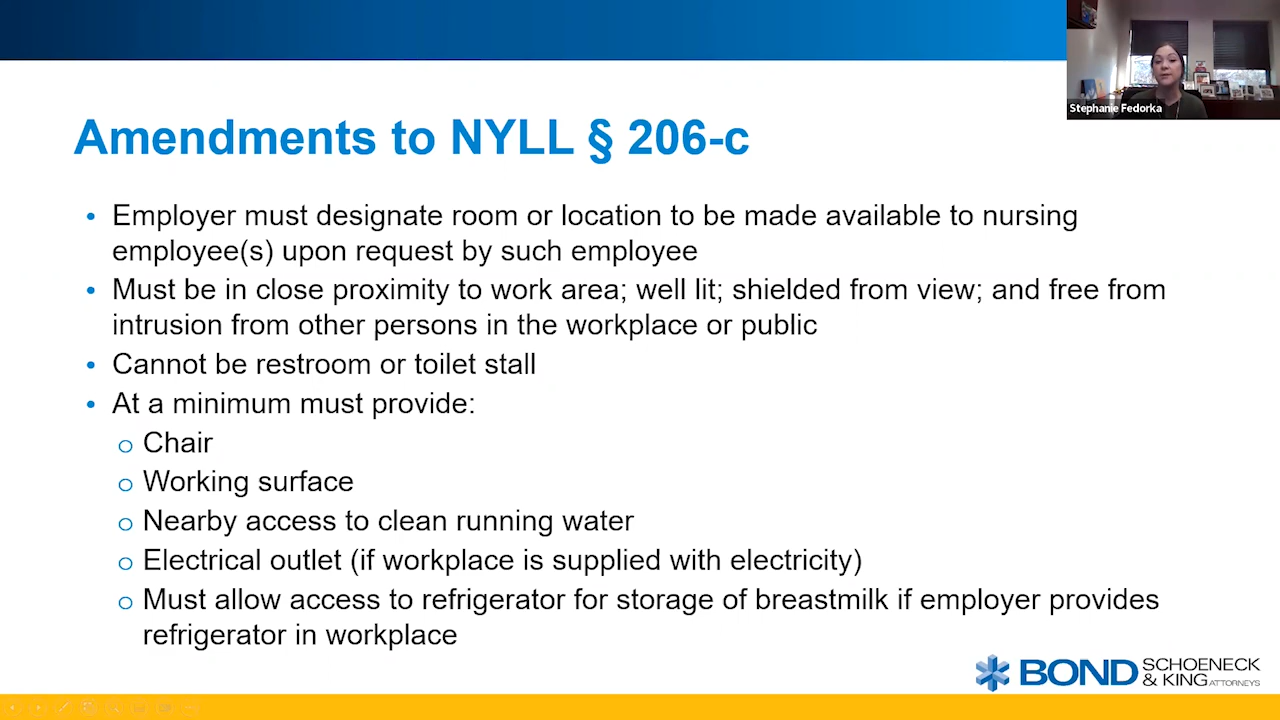 Stephanie Fedorka
Amendments to NYLL § 206-c
• Employer must designate room or location to be made available to nursing
employee(s) upon request by such employee
• Must be in close proximity to work area; well lit; shielded from view; and free from
intrusion from other persons in the workplace or public
• Cannot be restroom or toilet stall
• At a minimum must provide:
o Chair
o Working surface
o Nearby access to clean running water
o Electrical outlet (if workplace is supplied with electricity)
o Must allow access to refrigerator for storage of breastmilk if employer provides
refrigerator in workplace
BOND SCHOENECK
& KING ATTORNEYS